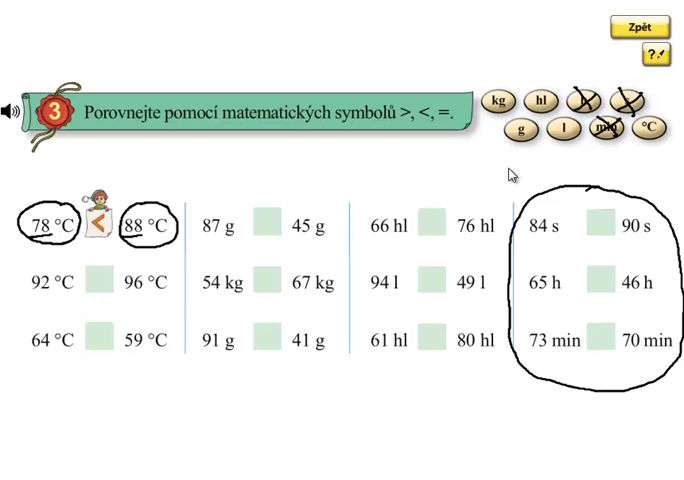 Zpět
?
3 Porovnejte pomocí matematických symbolů >, <, =.
kg hl
g l min °C
78 °C < 88 °C 87 g 45 g 66 hl 76 hl 84 s 90 s
92 °C 96 °C 54 kg 67 kg 94 l 49 l 65 h 46 h
64 °C 59 °C 91 g 41 g 61 hl 80 hl 73 min 70 min